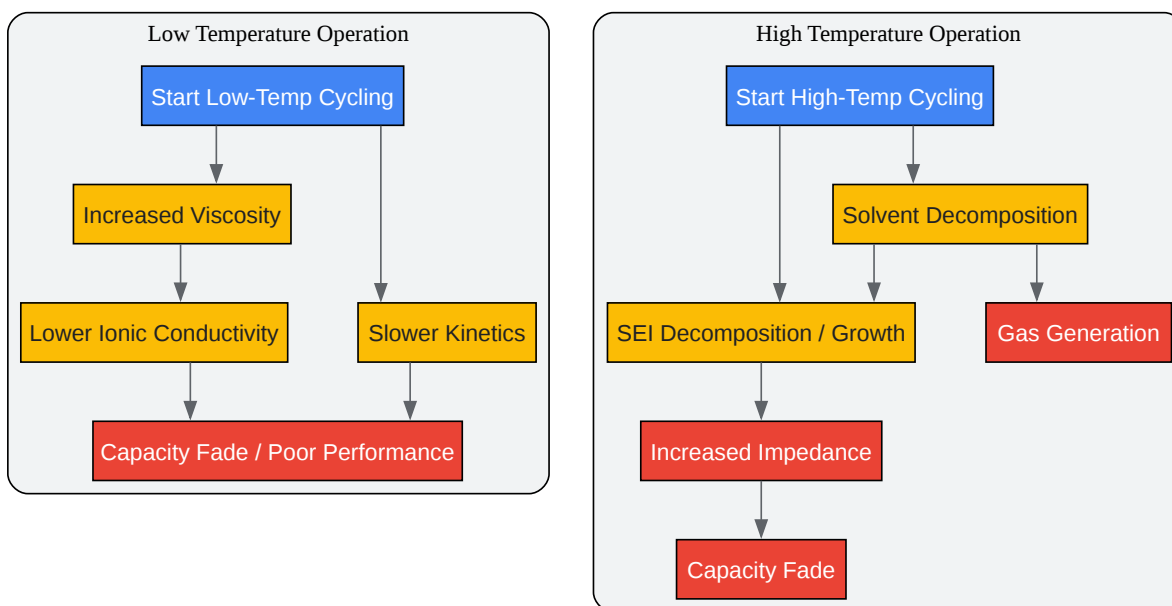 Low Temperature Operation
Start Low-Temp Cycling
Increased Viscosity
Lower Ionic Conductivity
Slower Kinetics
Capacity Fade / Poor Performance
High Temperature Operation
Start High-Temp Cycling
Solvent Decomposition
SEI Decomposition / Growth
Gas Generation
Increased Impedance
Capacity Fade